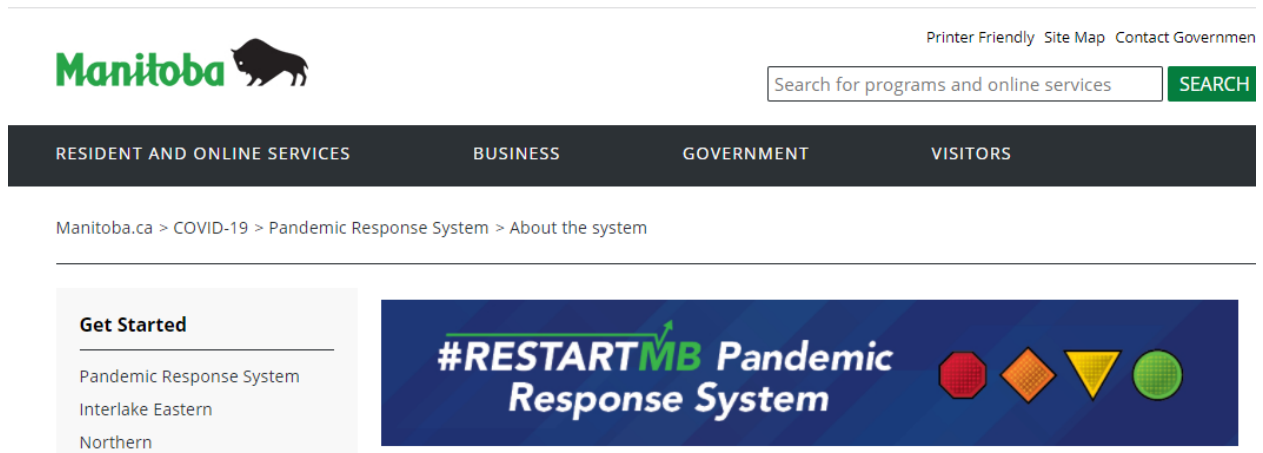 Printer Friendly Site Map Contact Governmen
Manitoba
Search for programs and online services
SEARCH
RESIDENT AND ONLINE SERVICES BUSINESS GOVERNMENT VISITORS
Manitoba.ca > COVID-19 > Pandemic Response System > About the system
Get Started
Pandemic Response System
Interlake Eastern
Northern
#RESTARTMB Pandemic
Response System